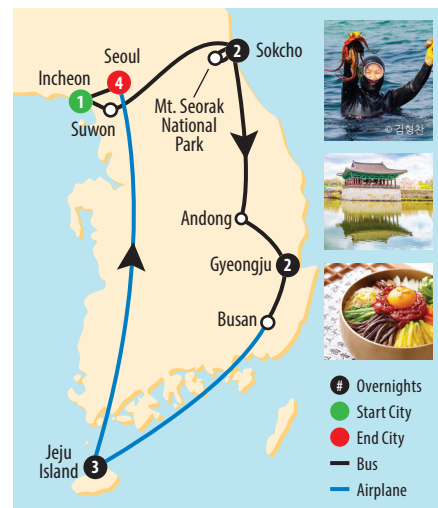 Seoul
4
Incheon
1
Suwon
2
Sokcho
Mt. Seorak
National
Park
Andong
Gyeongju
2
Busan
Jeju
Island
3
© 김형찬
# Overnights
Start City
End City
Bus
Airplane